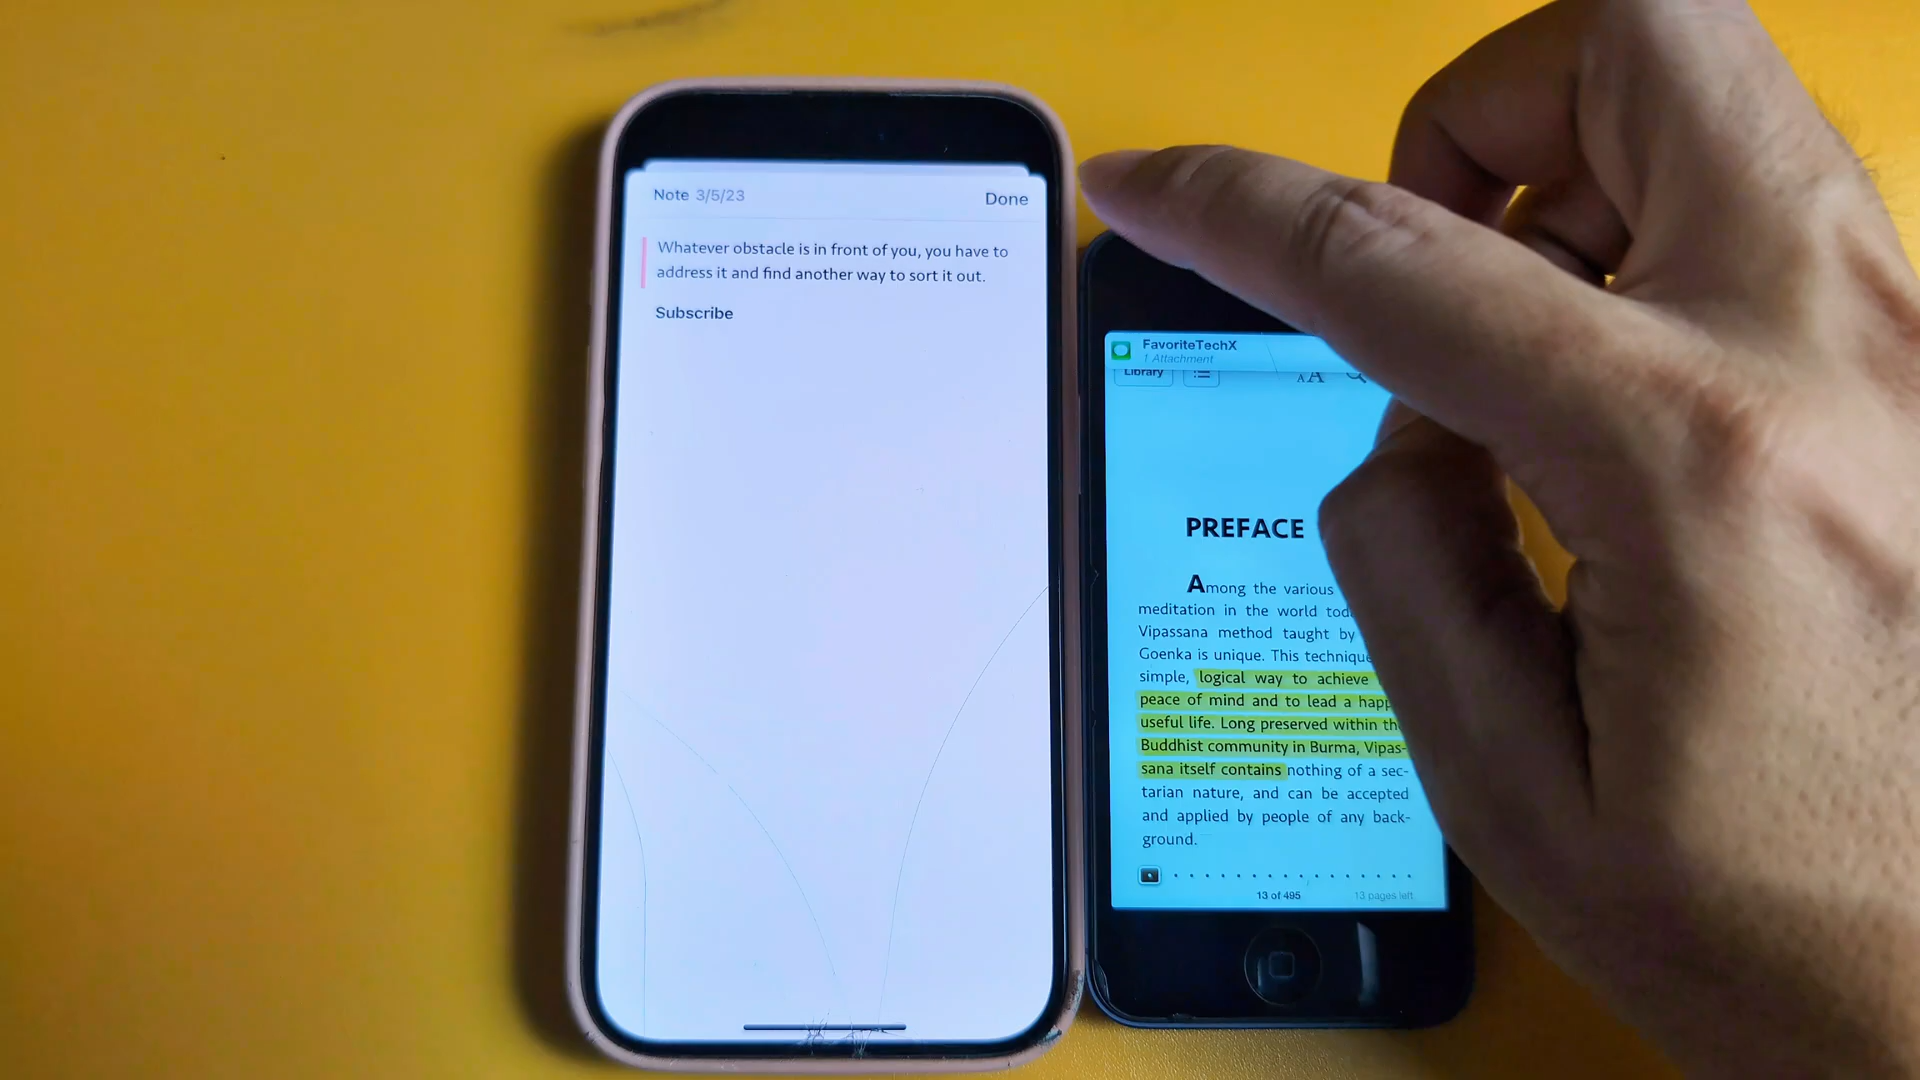 Note 3/5/23
Done
Whatever obstacle is in front of you, you have to
address it and find another way to sort it out.
Subscribe
FavoriteTechX
1 Attachment
Library
AA
PREFACE
Among the various
meditation in the world
Vipassana method taught by
Goenka is unique. This technique
simple, logical way to achieve
peace of mind and to lead a
useful life. Long preserved within
Buddhist community in Burma, Vipas-
sana itself contains nothing of a sec-
tarian nature, and can be accepted
and applied by people of any back-
ground.
13 of 495
13 pages left